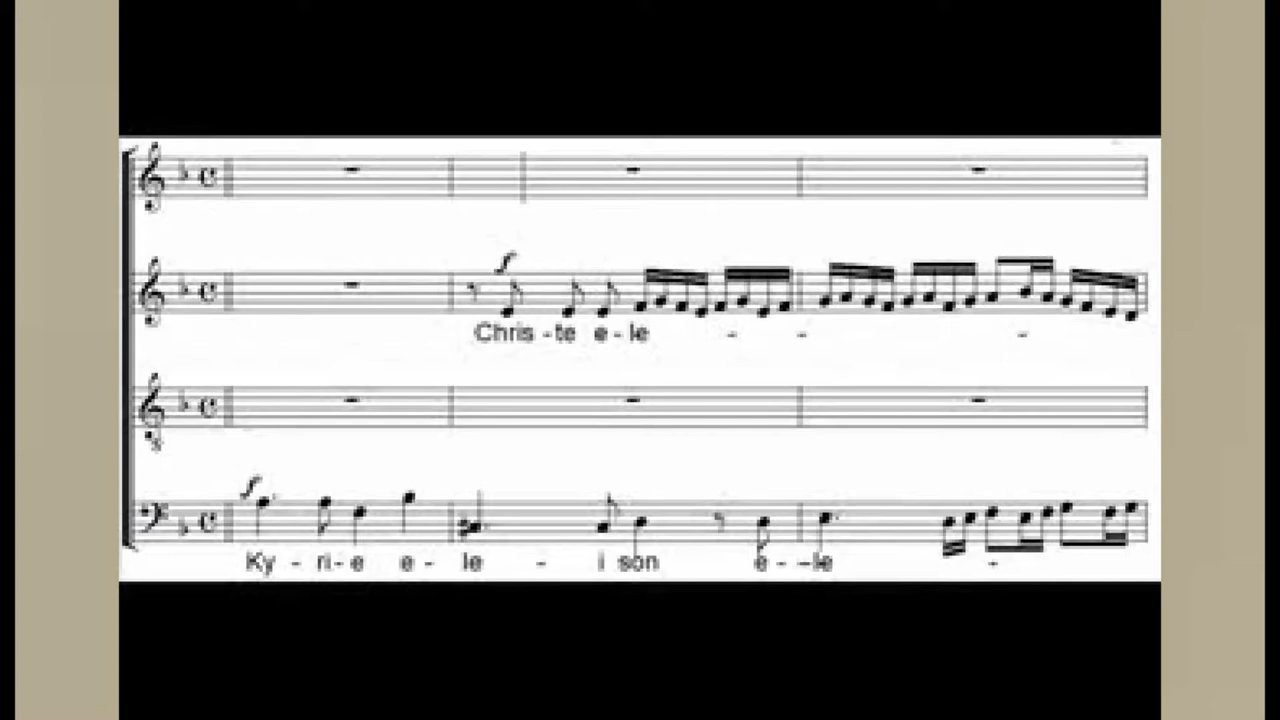 f
Chris - te e - le - - -
f
Ky - ri - e e - le - i son e - - le -